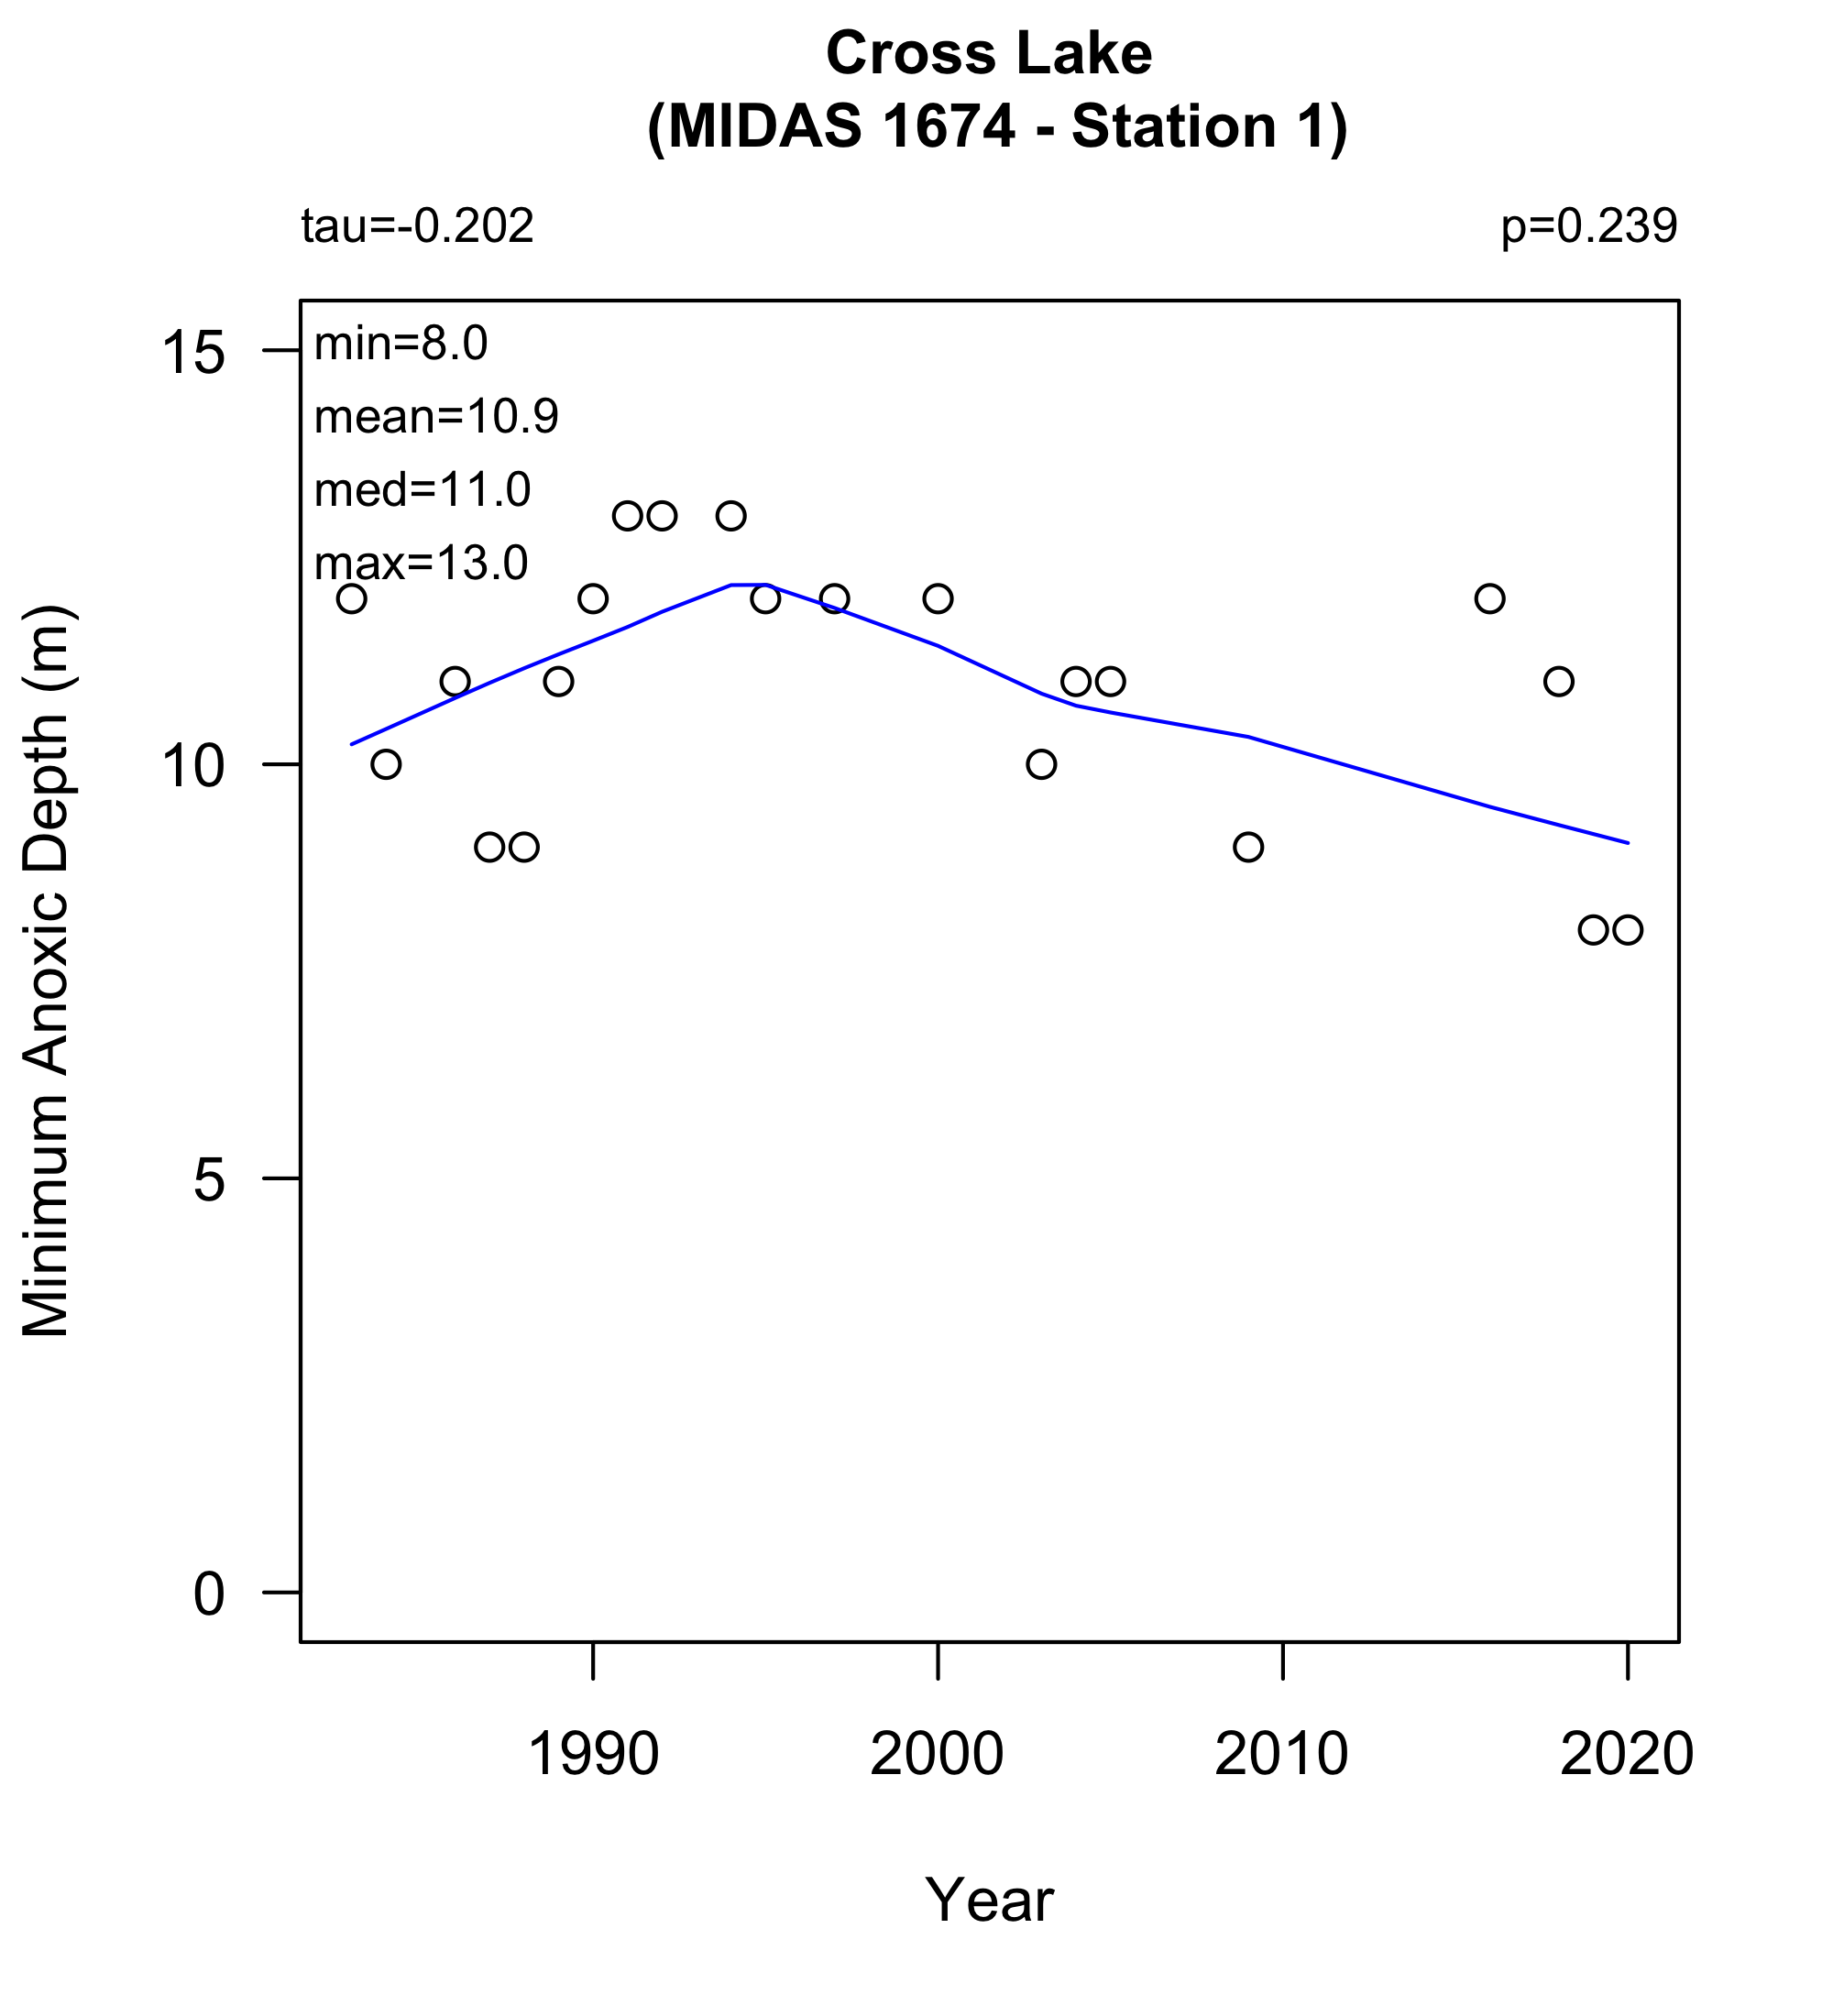 Cross Lake
(MIDAS 1674 - Station 1)
tau=-0.202
p=0.239
min=8.0
mean=10.9
med=11.0
max=13.0
Minimum Anoxic Depth (m)
15
10
5
0
1990 2000 2010 2020
Year